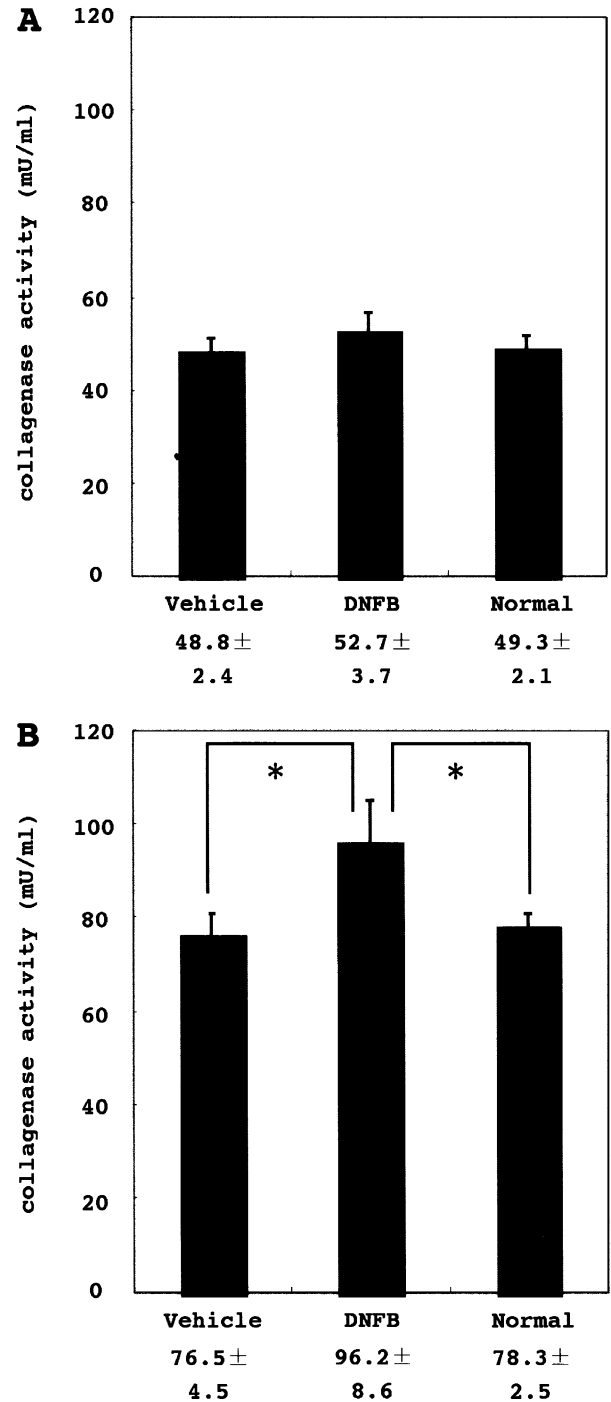 A
120
100
80
60
40
20
0
collagenase activity (mU/ml)
Vehicle DNFB Normal
48.8± 52.7± 49.3±
2.4 3.7 2.1
B
120
100
80
60
40
20
0
collagenase activity (mU/ml)
* *
Vehicle DNFB Normal
76.5± 96.2± 78.3±
4.5 8.6 2.5